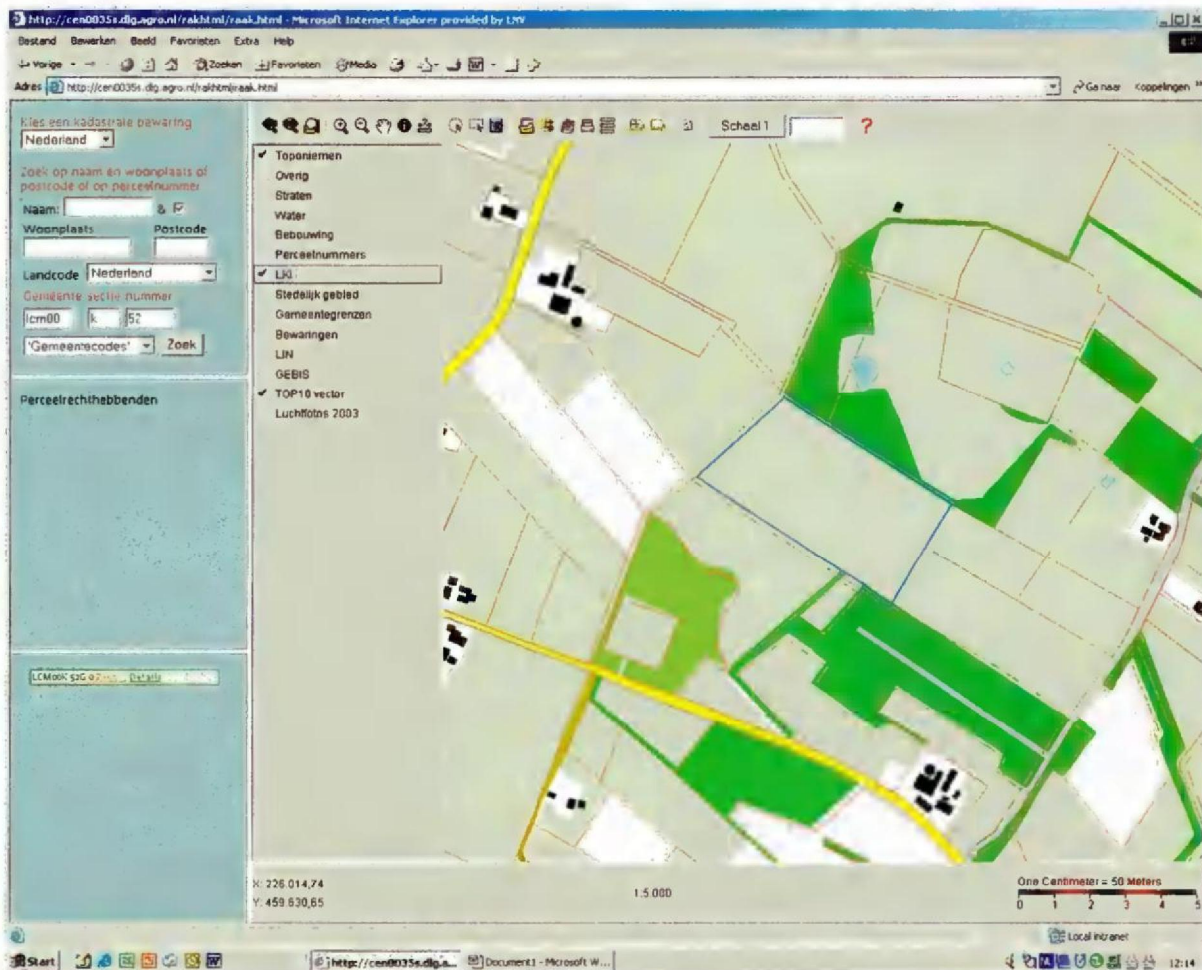 http://cen0035s.dlg.agro.nl/rakhtml/raak.html - Microsoft Internet Explorer provided by LNV
Bestand Bewerken Beeld Favorieten Extra Help
Vorige Zoeken Favorieten Media
Adres http://cen0035s.dlg.agro.nl/rakhtml/raak.html Ga naar Koppelingen »
Kies een kadastrale bewaring
Nederland
Zoek op naam en woonplaats of
postcode of op perceelnummer
Naam: &
Woonplaats Postcode
Landcode Nederland
Gemeente sectie nummer
lcm00 k 52
'Gemeentecodes' Zoek
Perceelrechthebbenden
Details
Schaal 1 ?
Toponiemen
Overig
Straten
Water
Bebouwing
Perceelnummers
LKI
Stedelijk gebied
Gemeentegrenzen
Bewaringen
LIN
GEBIS
TOP10 vector
Luchtfotos 2003
X: 226.014,74
Y: 459.630,65
1:5.000
One Centimeter = 50 Meters
0 1 2 3 4 5
Local intranet
Start http://cen0035s.dlg.a... Document1 - Microsoft W... 12:14